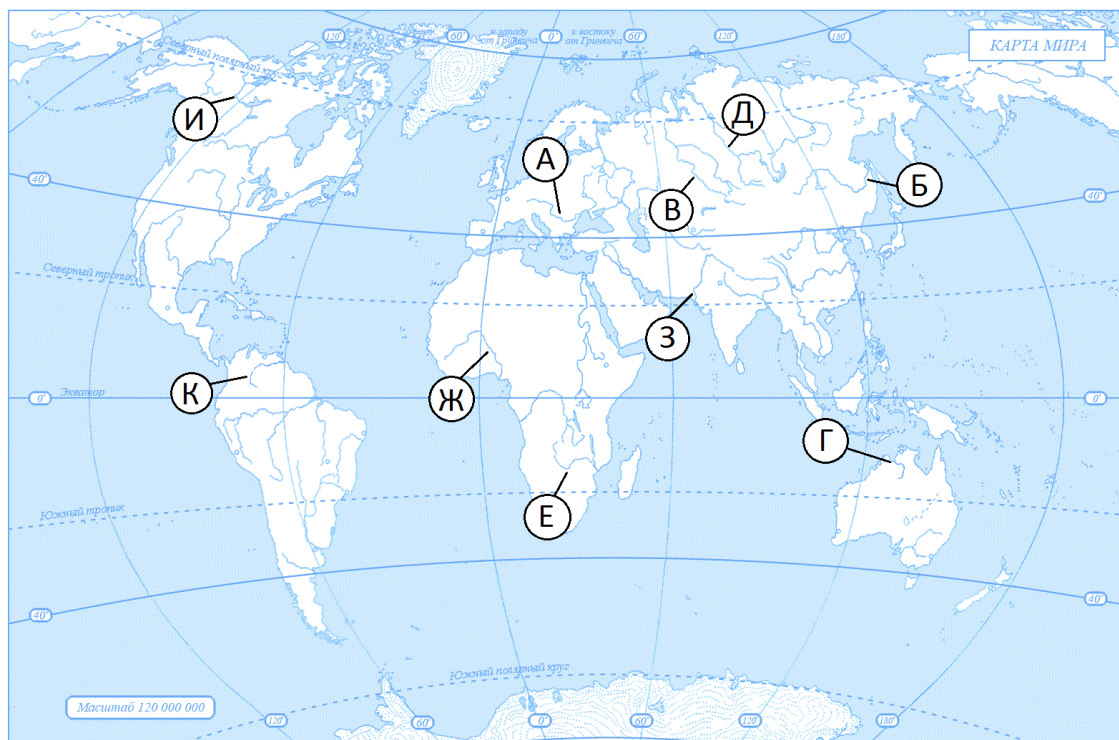 120° 60° к западу от Гринвича 0° к востоку от Гринвича 60° 120° 180°
КАРТА МИРА
Северный полярный круг
И
Д
А
Б
В
40°
40°
Северный тропик
З
К
Ж
0°
Экватор
0°
Г
Е
Южный тропик
40°
40°
Южный полярный круг
Масштаб 120 000 000
120° 60° 0° 60° 120° 180°